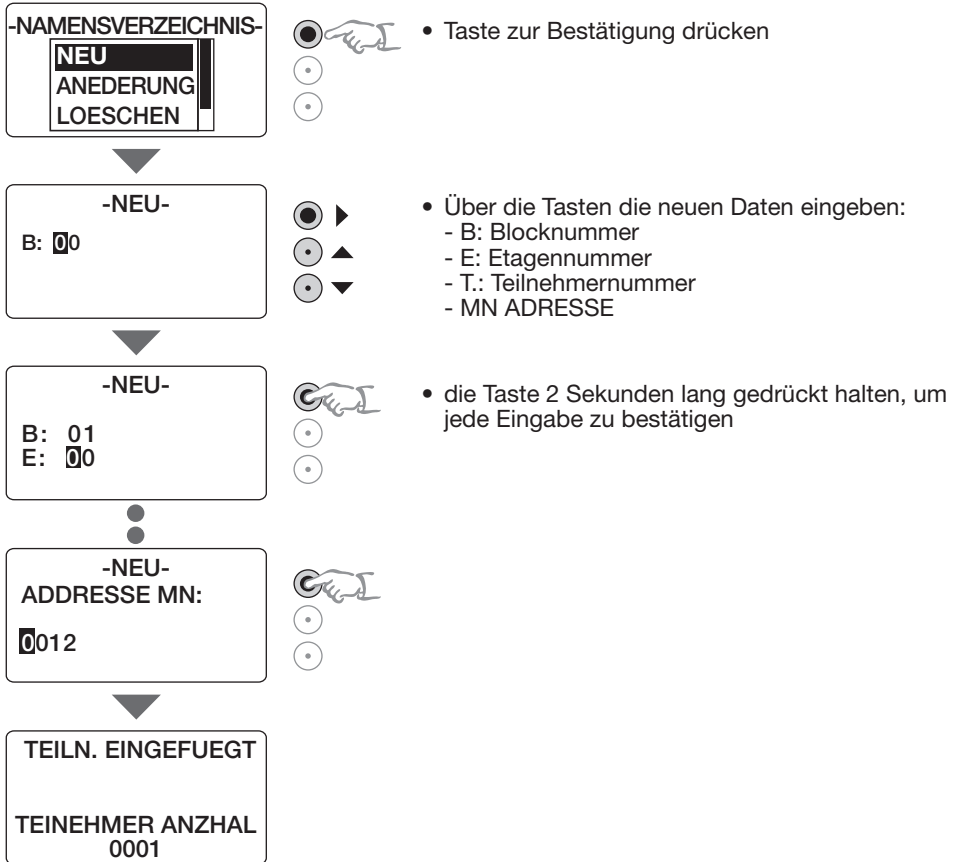 -NAMENSVERZEICHNIS-
NEU
ANEDERUNG
LOESCHEN
• Taste zur Bestätigung drücken
-NEU-
B: 00
• Über die Tasten die neuen Daten eingeben:
- B: Blocknummer
- E: Etagennummer
- T.: Teilnehmernummer
- MN ADRESSE
-NEU-
B: 01
E: 00
• die Taste 2 Sekunden lang gedrückt halten, um
jede Eingabe zu bestätigen
-NEU-
ADDRESSE MN:
0012
TEILN. EINGEFUEGT
TEINEHMER ANZHAL
0001